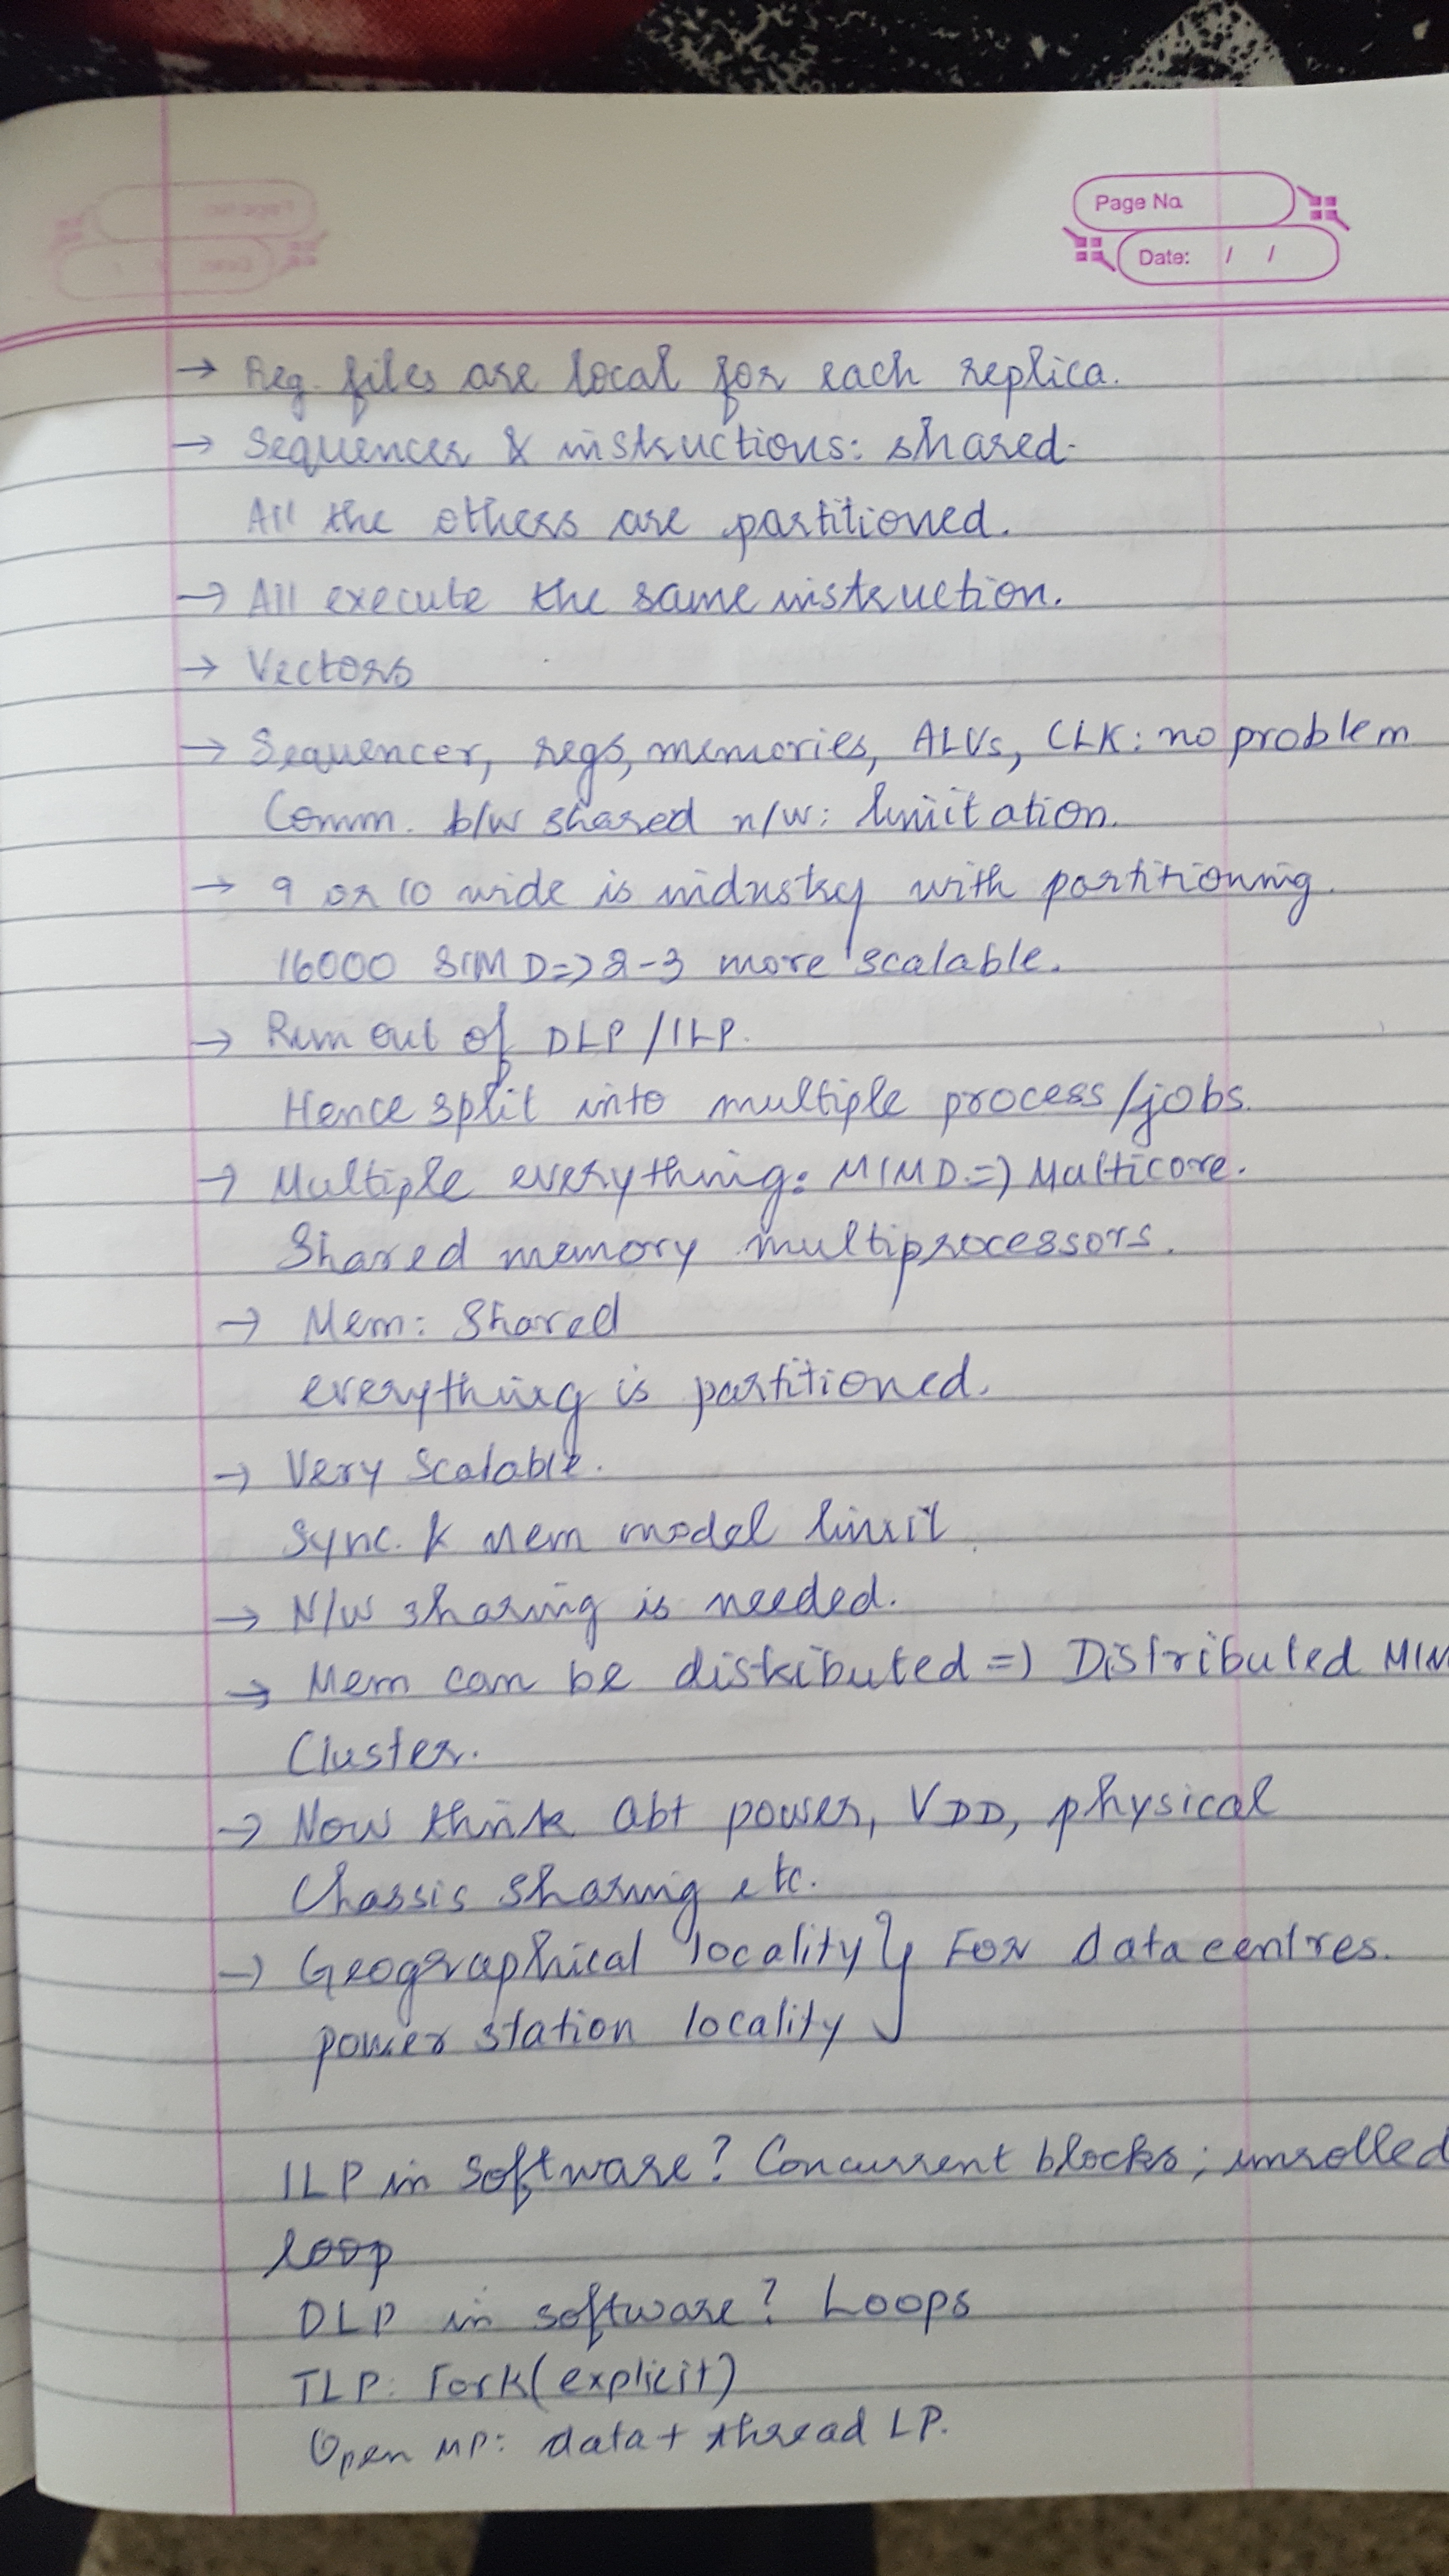 Page No.
Date: / /
→ Reg. files are local for each replica.
→ Sequencer & instructions: shared.
All the others are partitioned.
→ All execute the same instruction.
→ Vectors
→ Sequencer, regs, memories, ALUs, CLK: no problem
Comm. b/w shared n/w: limitation.
→ 9 or 10 wide is industry with partitioning.
16000 SIMD => 2-3 more scalable.
→ Run out of DLP/ILP.
Hence split into multiple process/jobs.
→ Multiple everything: MIMD => Multicore.
Shared memory multiprocessors.
→ Mem: Shared
everything is partitioned.
→ Very Scalable.
Sync. & Mem model limit.
→ N/w sharing is needed.
→ Mem can be distributed => Distributed
Cluster.
→ Now think abt power, VDD, physical
Chassis sharing etc.
→ Geographical locality } For datacentres.
power station locality
ILP in software? Concurrent blocks; unrolled
loop
DLP in software? Loops
TLP: Fork(explicit)
Open MP: data + thread LP.